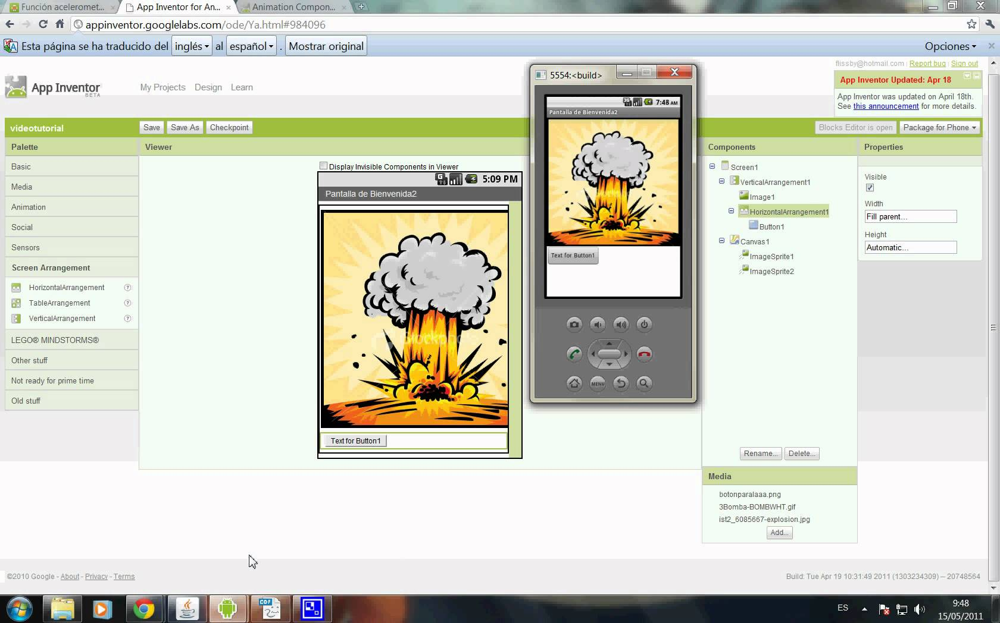 Función aceleromet...
App Inventor for An...
Animation Compon...
appinventor.googlelabs.com/ode/Ya.html#984096
Esta página se ha traducido del inglés al español . Mostrar original
Opciones
flissby@hotmail.com | Report bug | Sign out
App Inventor
BETA
My Projects Design Learn
App Inventor Updated: Apr 18
App Inventor was updated on April 18th.
See this announcement for more details.
videotutorial
Save Save As Checkpoint
Blocks Editor is open
Package for Phone
Palette
Basic
Media
Animation
Social
Sensors
Screen Arrangement
HorizontalArrangement ?
TableArrangement ?
VerticalArrangement ?
LEGO® MINDSTORMS®
Other stuff
Not ready for prime time
Old stuff
Viewer
Display Invisible Components in Viewer
5:09 PM
Pantalla de Bienvenida2
Text for Button1
5554:<build>
3G 7:48 AM
Pantalla de Bienvenida2
Text for Button1
MENU
Components
Screen1
VerticalArrangement1
Image1
HorizontalArrangement1
Button1
Canvas1
ImageSprite1
ImageSprite2
Rename... Delete...
Media
botonparalaaa.png
3Bomba-BOMBWHT.gif
ist2_6085667-explosion.jpg
Add...
Properties
Visible
Width
Fill parent...
Height
Automatic...
©2010 Google - About - Privacy - Terms
Build: Tue Apr 19 10:31:49 2011 (1303234309) – 20748564
ODF
ES
9:48
15/05/2011